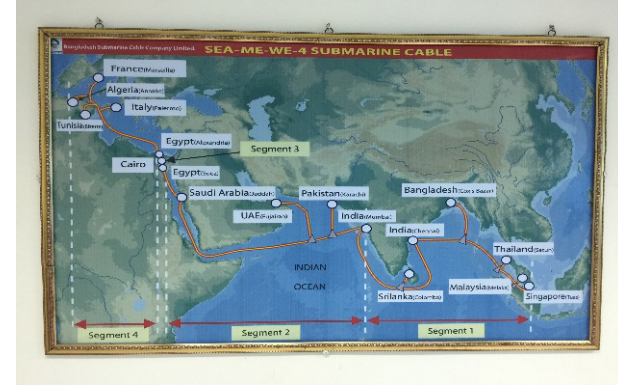 Bangladesh Submarine Cable Company Limited.
SEA-ME-WE-4 SUBMARINE CABLE
France(Marseille)
Algeria(Annaba)
Italy(Palermo)
Tunisia
Egypt(Alexandria)
Segment 3
Cairo
Egypt(Suez)
Saudi Arabia(Jeddah)
Pakistan(Karachi)
Bangladesh(Cox's Bazar)
UAE(Fujairah)
India(Mumbai)
India(Chennai)
Thailand(Satun)
INDIAN
OCEAN
Malaysia(Melaka)
Srilanka(Colombo)
Singapore(Tuas)
Segment 4
Segment 2
Segment 1